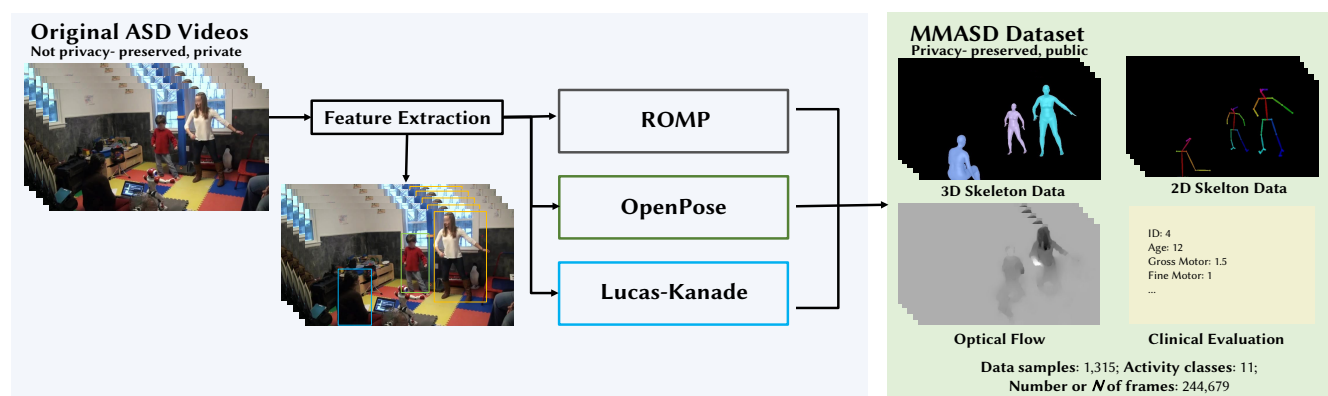 Original ASD Videos
Not privacy- preserved, private
Feature Extraction
ROMP
OpenPose
Lucas-Kanade
MMASD Dataset
Privacy- preserved, public
3D Skeleton Data
2D Skelton Data
ID: 4
Age: 12
Gross Motor: 1.5
Fine Motor: 1
...
Optical Flow
Clinical Evaluation
Data samples: 1,315; Activity classes: 11;
Number or N of frames: 244,679